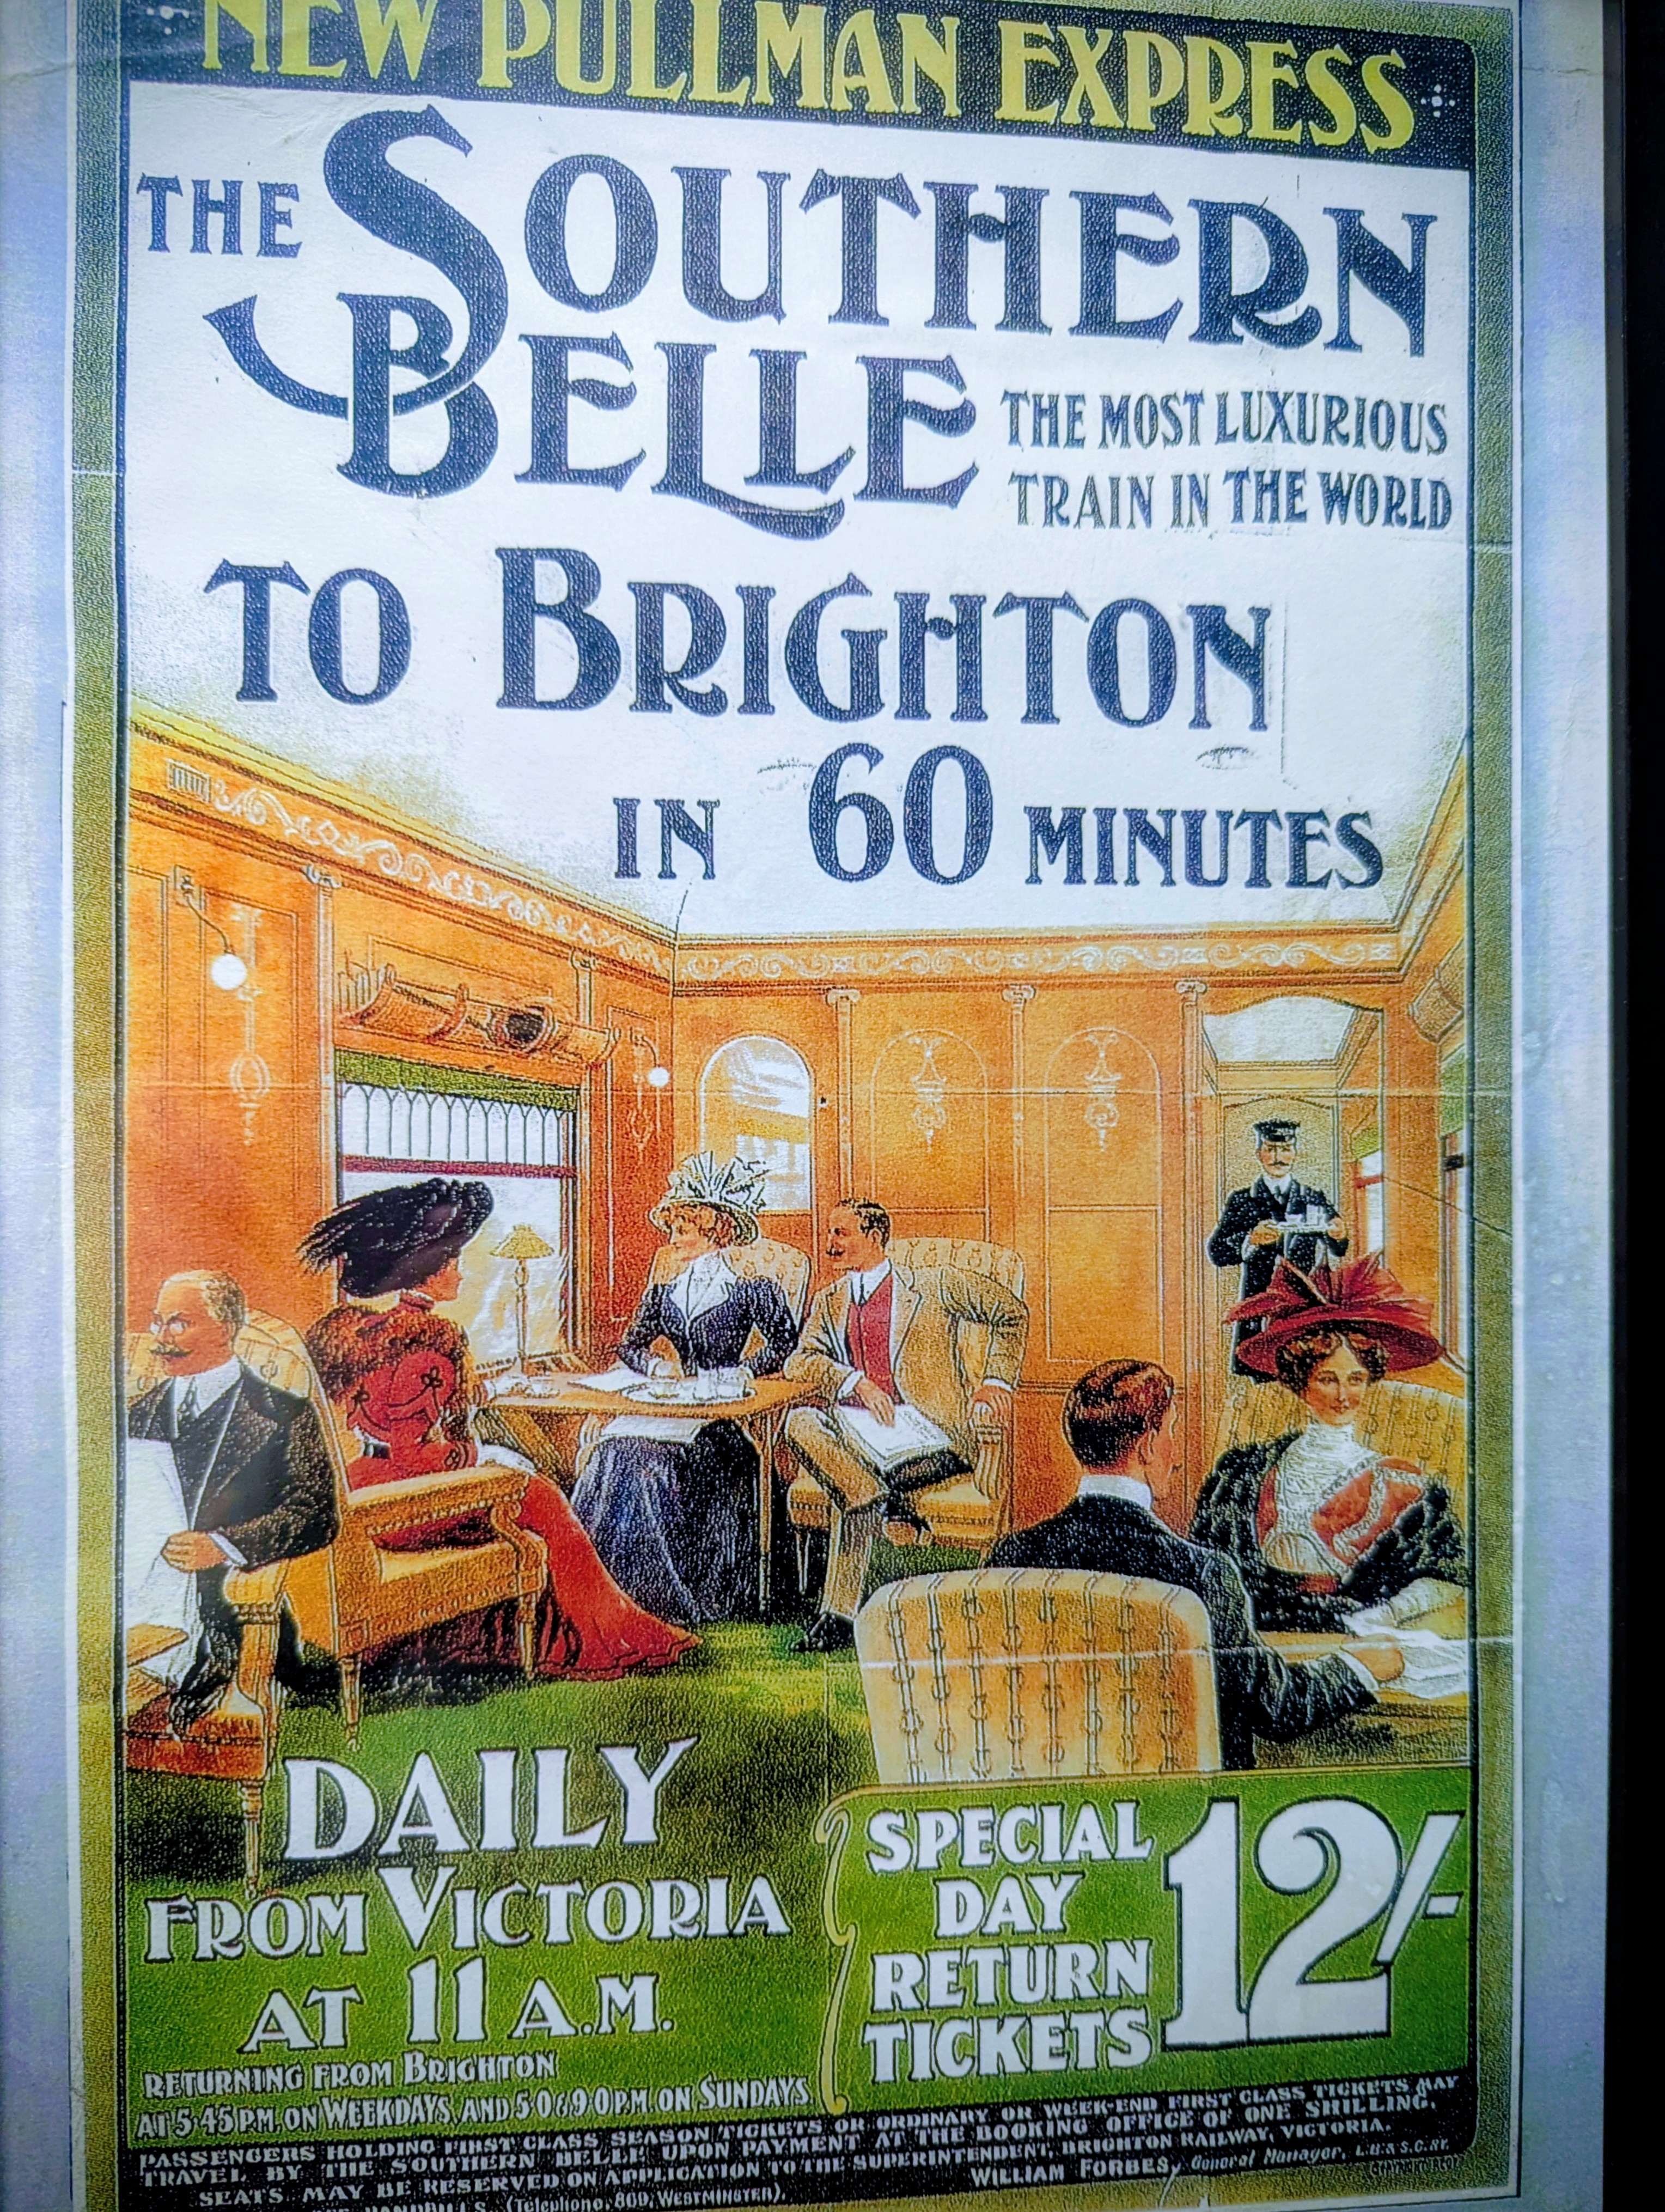 NEW PULLMAN EXPRESS
THE SOUTHERN
BELLE
THE MOST LUXURIOUS
TRAIN IN THE WORLD
TO BRIGHTON
IN 60 MINUTES
DAILY
FROM VICTORIA
AT 11 A.M.
RETURNING FROM BRIGHTON
AT 5·45 P.M. ON WEEKDAYS, AND 5·0 & 9·0 P.M. ON SUNDAYS
SPECIAL
DAY
RETURN
TICKETS
12/-
PASSENGERS HOLDING FIRST CLASS SEASON TICKETS OR ORDINARY OR WEEK-END FIRST CLASS TICKETS MAY
TRAVEL BY THE SOUTHERN BELLE UPON PAYMENT AT THE BOOKING OFFICE OF ONE SHILLING.
SEATS MAY BE RESERVED ON APPLICATION TO THE SUPERINTENDENT, BRIGHTON RAILWAY, VICTORIA.
HANDBILLS (Telephone, 800, WESTMINSTER),
WILLIAM FORBES, General Manager, L.B. & S.C. RY.
COPYRIGHT